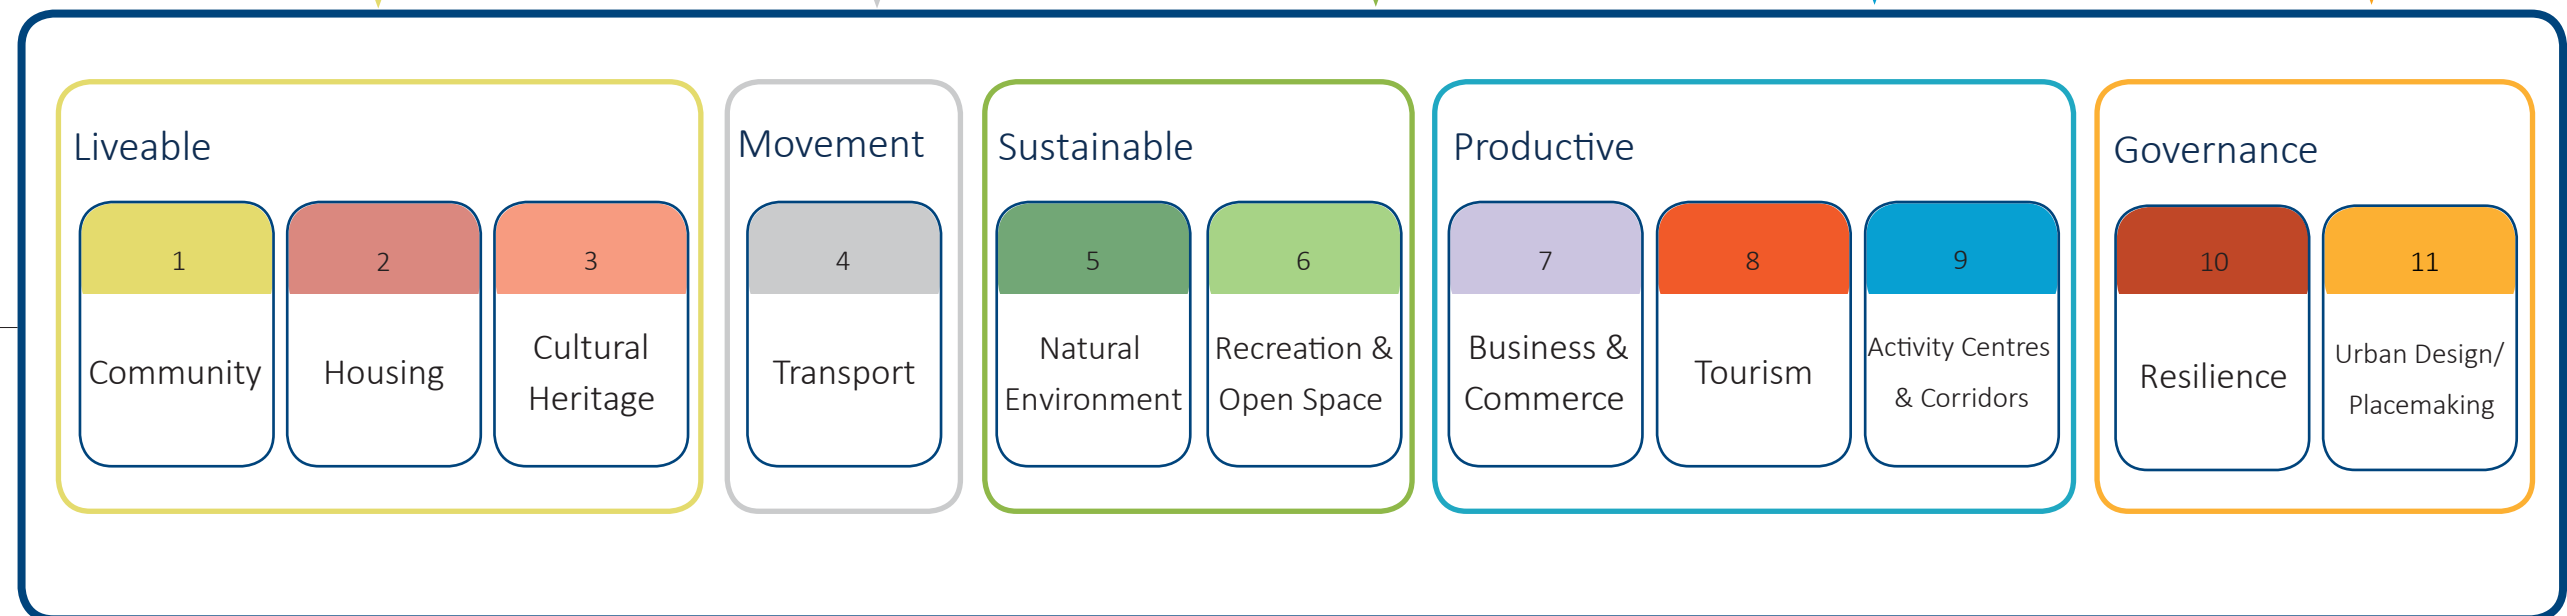 Liveable
1
Community
2
Housing
3
Cultural
Heritage
Movement
4
Transport
Sustainable
5
Natural
Environment
6
Recreation &
Open Space
Productive
7
Business &
Commerce
8
Tourism
9
Activity Centres
& Corridors
Governance
10
Resilience
11
Urban Design/
Placemaking